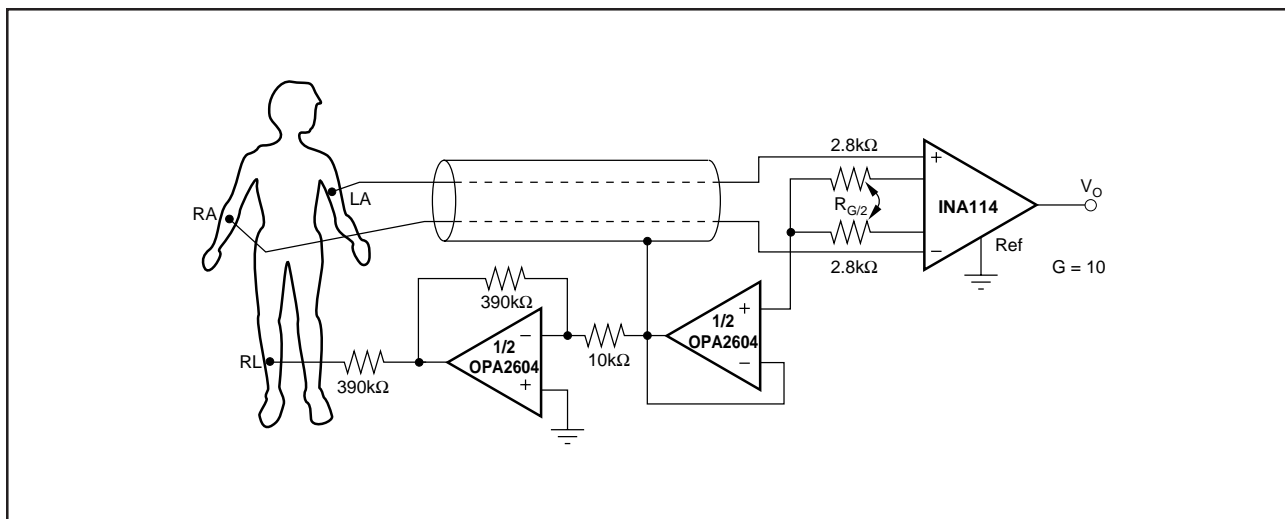 2.8kΩ
LA
RA
R_G/2
INA114
V_O
Ref
G = 10
2.8kΩ
390kΩ
1/2
OPA2604
10kΩ
1/2
OPA2604
RL
390kΩ
+
−
+
−
−
+